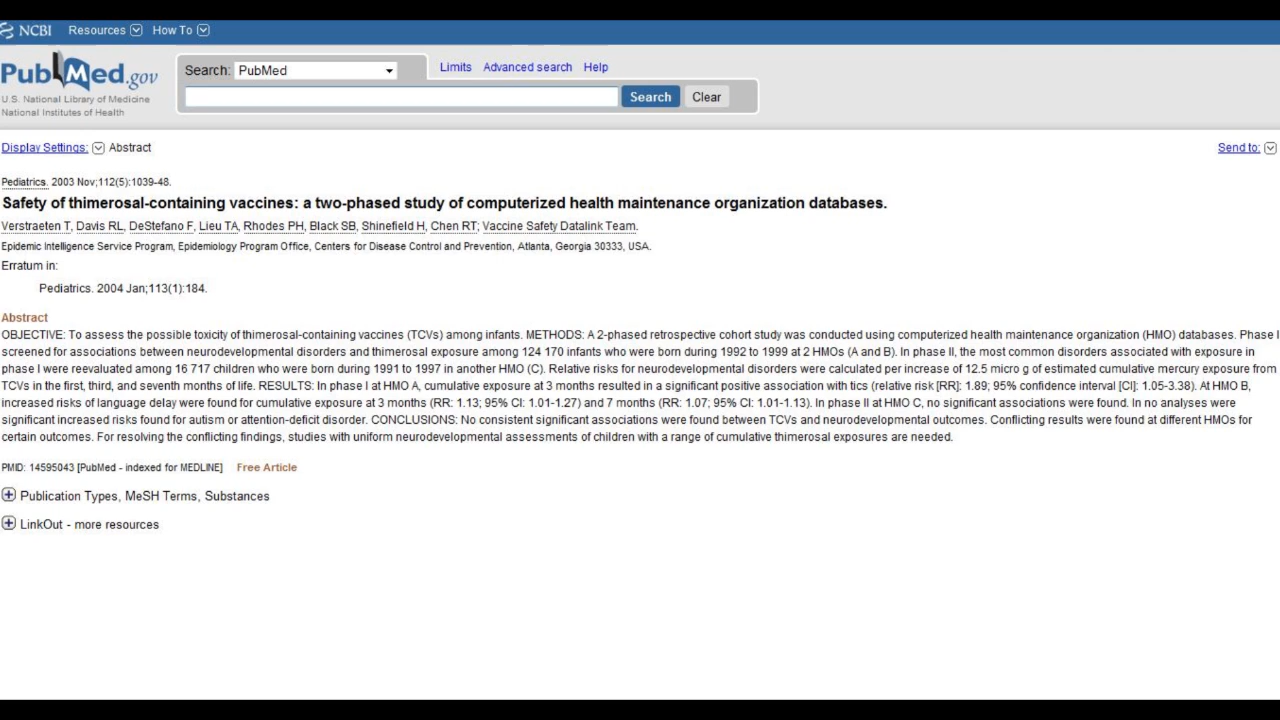 NCBI Resources How To
PubMed.gov
U.S. National Library of Medicine
National Institutes of Health
Search: PubMed
Limits Advanced search Help
Search Clear
Display Settings: Abstract
Send to:
Pediatrics. 2003 Nov;112(5):1039-48.
Safety of thimerosal-containing vaccines: a two-phased study of computerized health maintenance organization databases.
Verstraeten T, Davis RL, DeStefano F, Lieu TA, Rhodes PH, Black SB, Shinefield H, Chen RT; Vaccine Safety Datalink Team.
Epidemic Intelligence Service Program, Epidemiology Program Office, Centers for Disease Control and Prevention, Atlanta, Georgia 30333, USA.
Erratum in:
Pediatrics. 2004 Jan;113(1):184.
Abstract
OBJECTIVE: To assess the possible toxicity of thimerosal-containing vaccines (TCVs) among infants. METHODS: A 2-phased retrospective cohort study was conducted using computerized health maintenance organization (HMO) databases. Phase I
screened for associations between neurodevelopmental disorders and thimerosal exposure among 124 170 infants who were born during 1992 to 1999 at 2 HMOs (A and B). In phase II, the most common disorders associated with exposure in
phase I were reevaluated among 16 717 children who were born during 1991 to 1997 in another HMO (C). Relative risks for neurodevelopmental disorders were calculated per increase of 12.5 micro g of estimated cumulative mercury exposure from
TCVs in the first, third, and seventh months of life. RESULTS: In phase I at HMO A, cumulative exposure at 3 months resulted in a significant positive association with tics (relative risk [RR]: 1.89; 95% confidence interval [CI]: 1.05-3.38). At HMO B,
increased risks of language delay were found for cumulative exposure at 3 months (RR: 1.13; 95% CI: 1.01-1.27) and 7 months (RR: 1.07; 95% CI: 1.01-1.13). In phase II at HMO C, no significant associations were found. In no analyses were
significant increased risks found for autism or attention-deficit disorder. CONCLUSIONS: No consistent significant associations were found between TCVs and neurodevelopmental outcomes. Conflicting results were found at different HMOs for
certain outcomes. For resolving the conflicting findings, studies with uniform neurodevelopmental assessments of children with a range of cumulative thimerosal exposures are needed.
PMID: 14595043 [PubMed - indexed for MEDLINE] Free Article
Publication Types, MeSH Terms, Substances
LinkOut - more resources